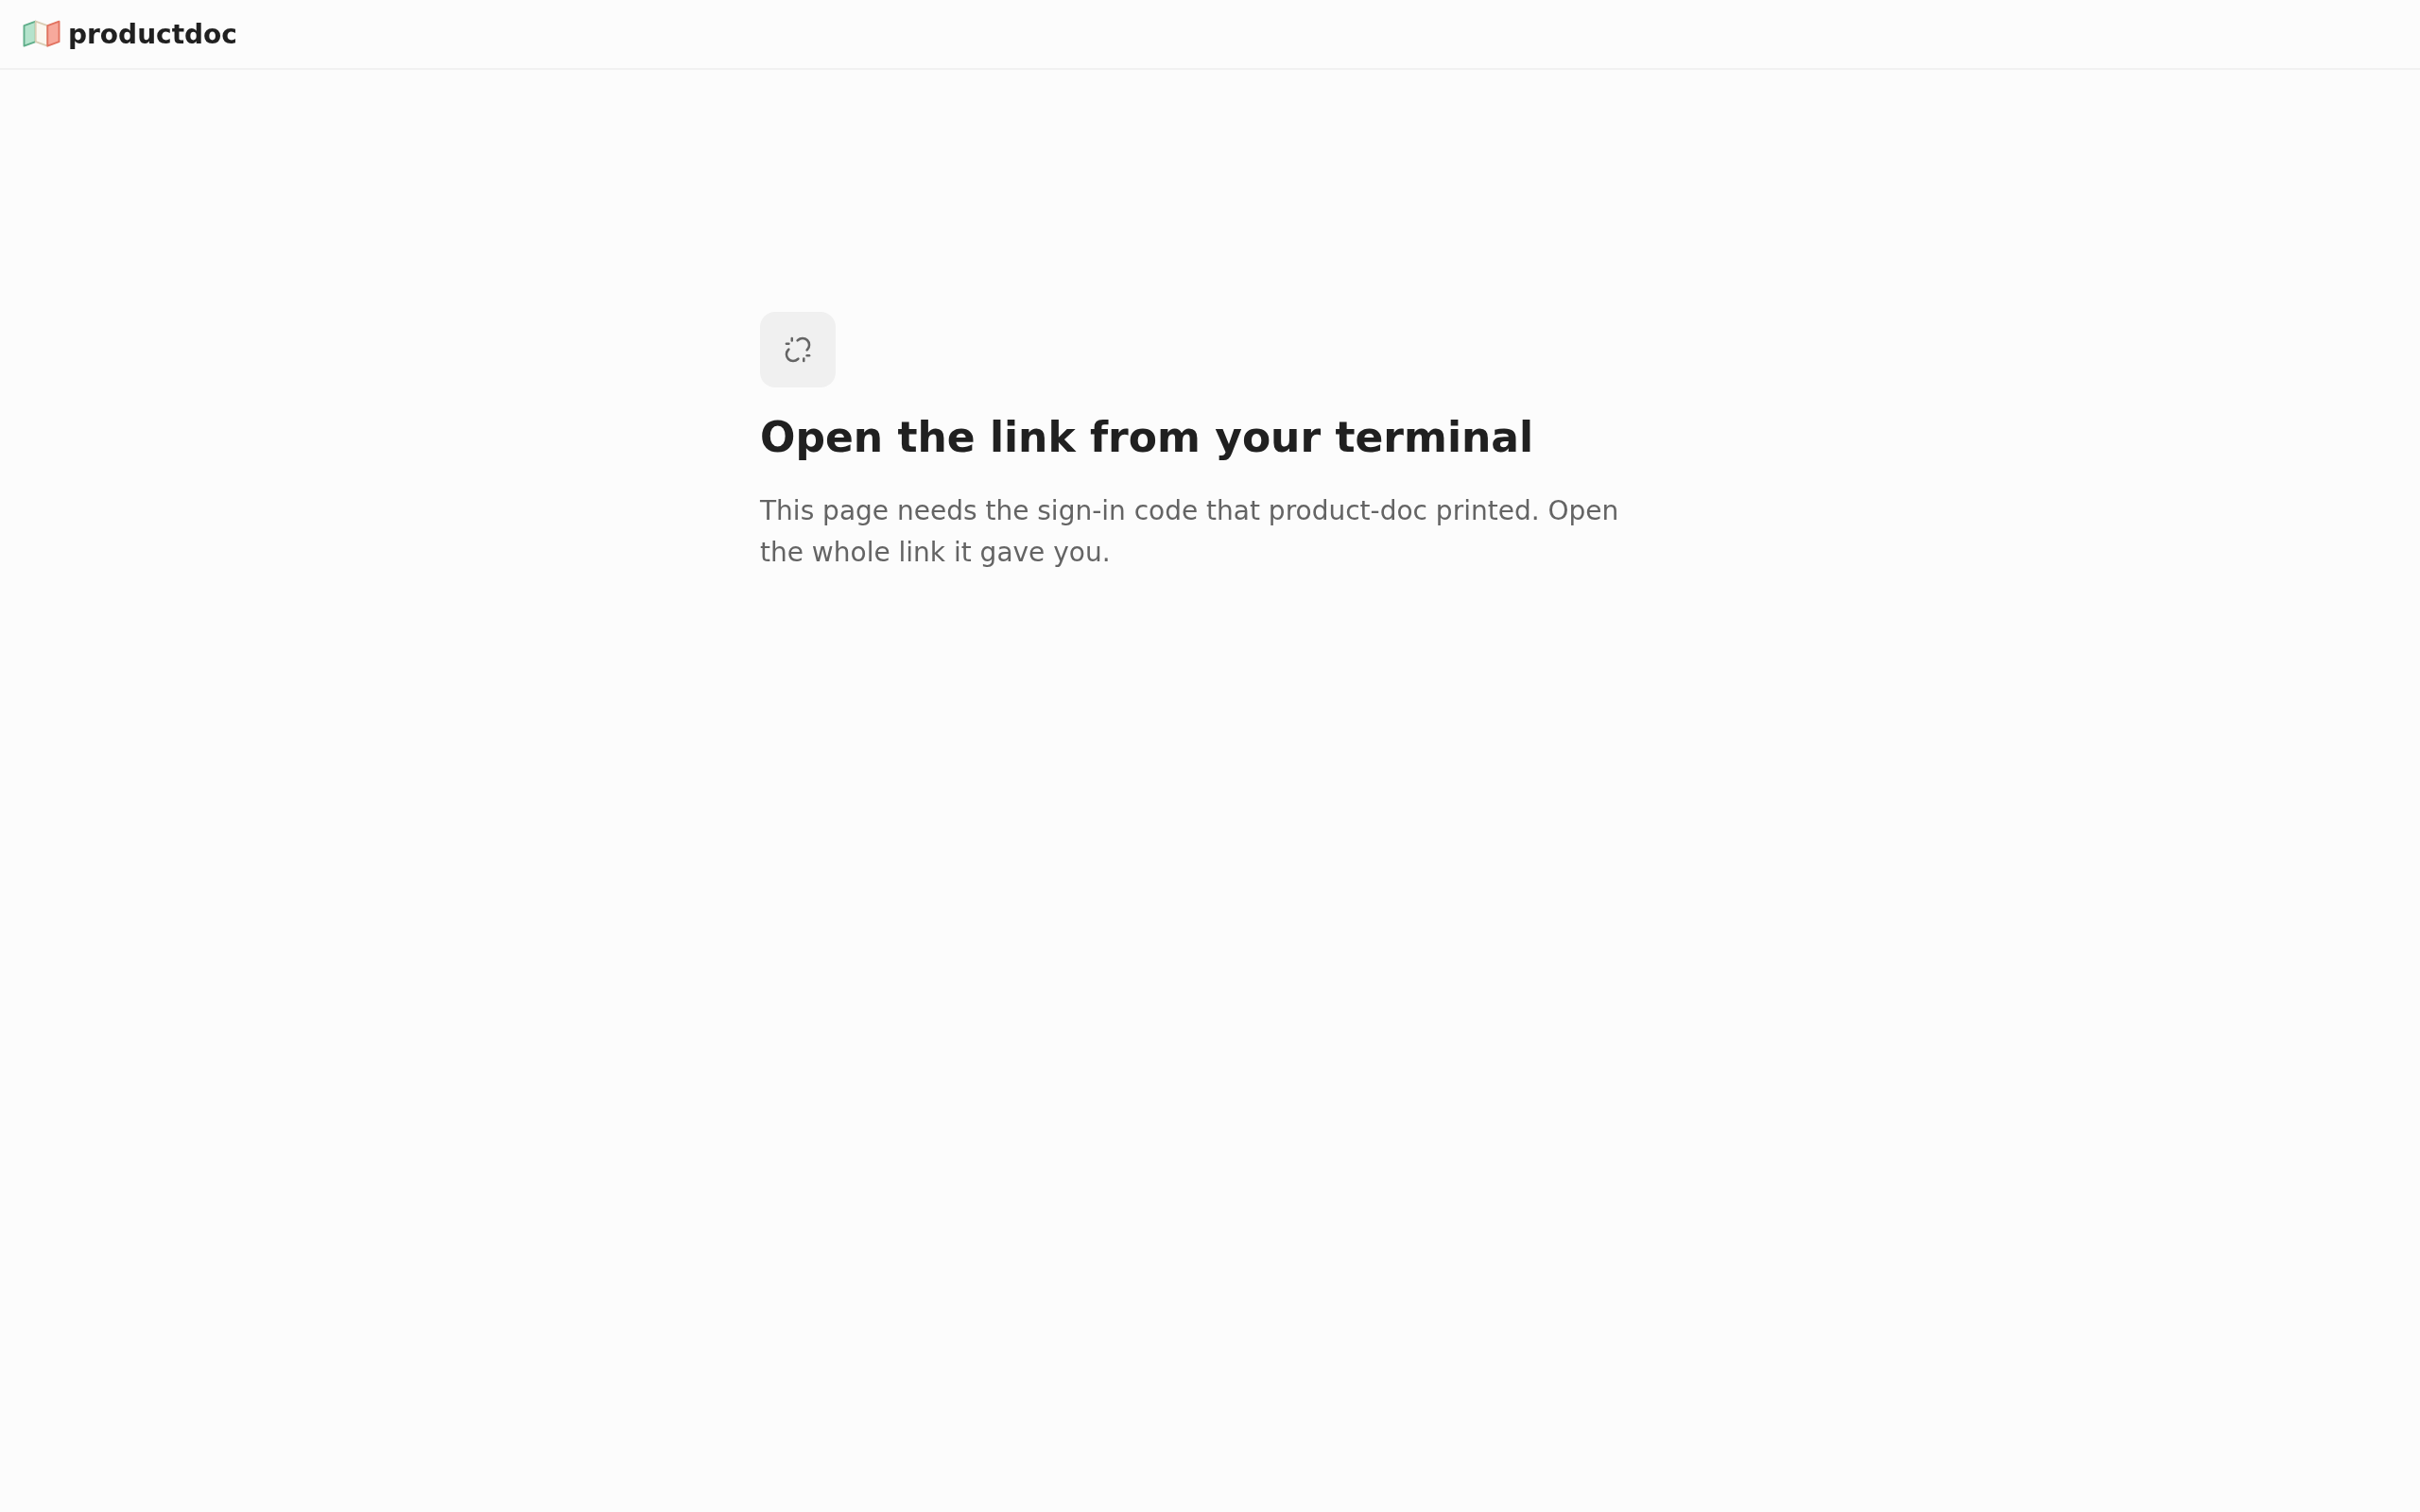 productdoc
Open the link from your terminal
This page needs the sign-in code that product-doc printed. Open
the whole link it gave you.